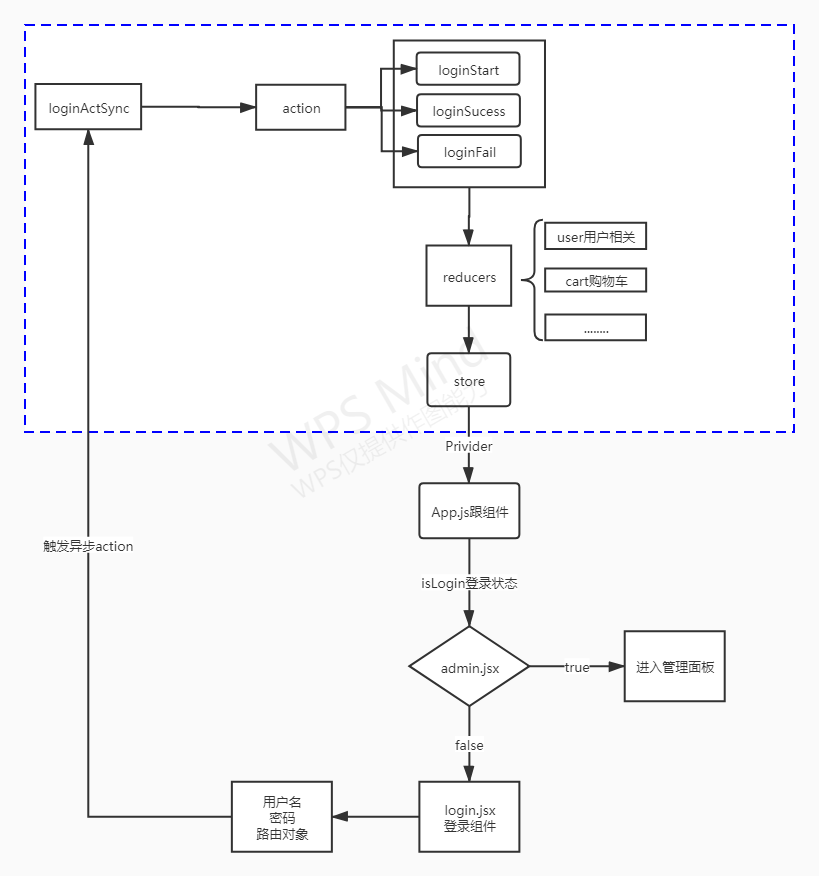 loginStart
loginActSync
action
loginSucess
loginFail
user用户相关
reducers
cart购物车
........
store
WPS Mind
WPS仅提供作图能力
Privider
App.js跟组件
触发异步action
isLogin登录状态
admin.jsx
true
进入管理面板
false
用户名
密码
路由对象
login.jsx
登录组件